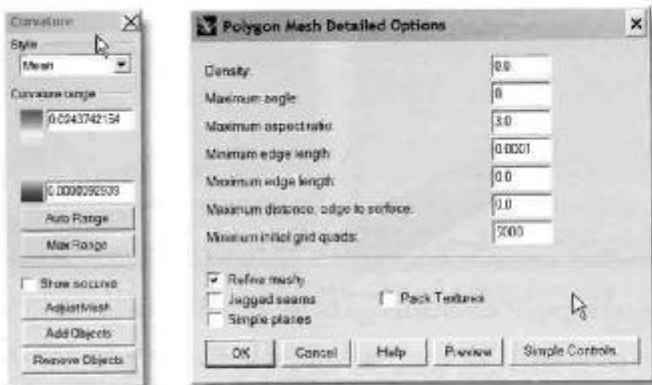 Curvature
Style
Mesh
Curvature range
0.0243742154
0.0000092939
Auto Range
Max Range
Adjust Mesh
Add Objects
Remove Objects
Polygon Mesh Detailed Options
Density: 0.0
Maximum angle: 0
Maximum aspect ratio: 3.0
Minimum edge length: 0.0001
Maximum edge length: 0.0
Maximum distance, edge to surface: 0.0
Minimum initial grid quads: 5000
Refine mesh
Jagged seams
Pack Textures
Simple planes
OK
Cancel
Help
Preview
Simple Controls...